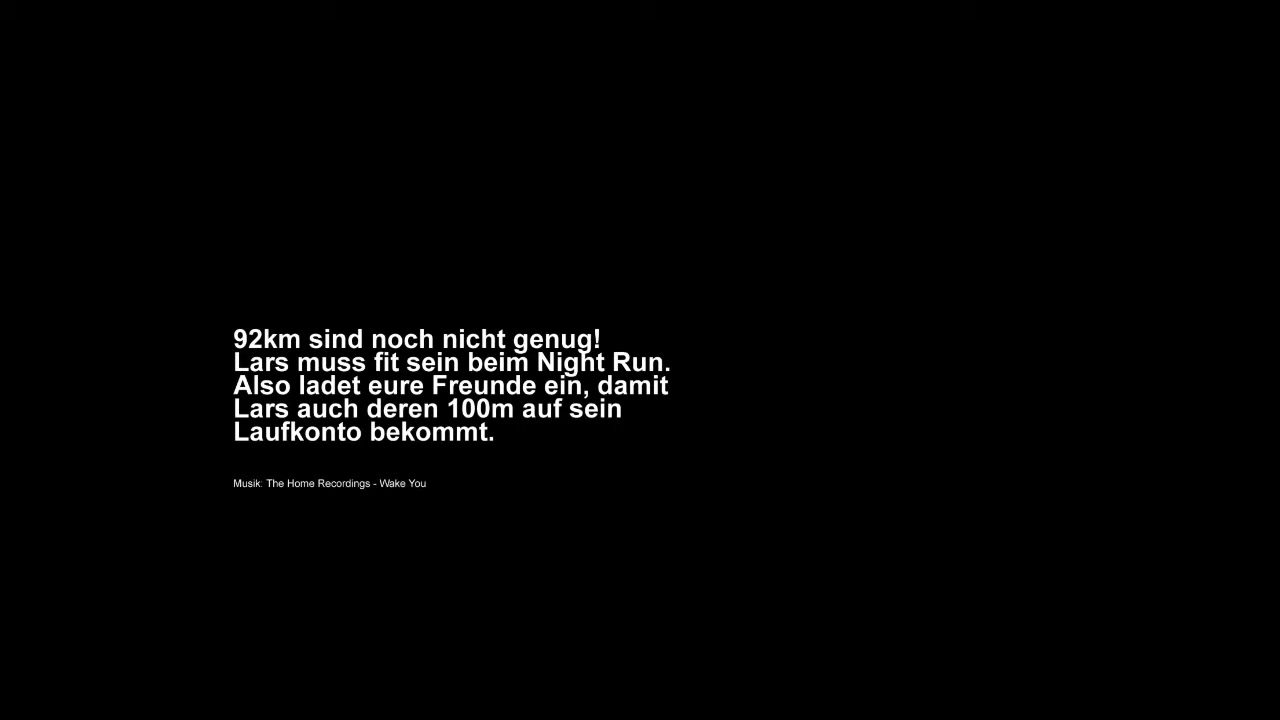 92km sind noch nicht genug!
Lars muss fit sein beim Night Run.
Also ladet eure Freunde ein, damit
Lars auch deren 100m auf sein
Laufkonto bekommt.
Musik: The Home Recordings - Wake You